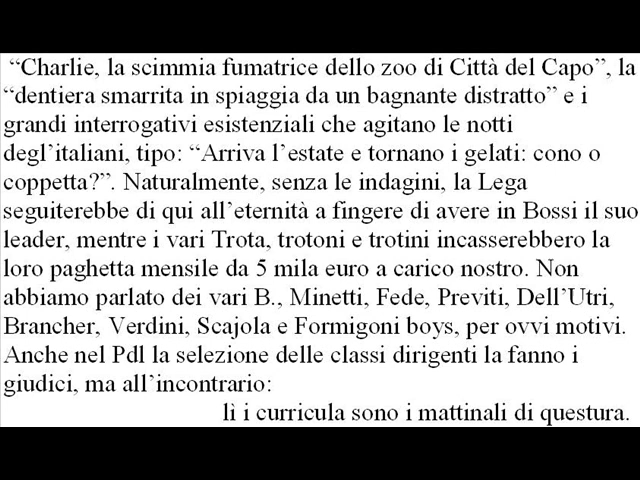 “Charlie, la scimmia fumatrice dello zoo di Città del Capo”, la
“dentiera smarrita in spiaggia da un bagnante distratto” e i
grandi interrogativi esistenziali che agitano le notti
degl’italiani, tipo: “Arriva l’estate e tornano i gelati: cono o
coppetta?”. Naturalmente, senza le indagini, la Lega
seguiterebbe di qui all’eternità a fingere di avere in Bossi il suo
leader, mentre i vari Trota, trotoni e trotini incasserebbero la
loro paghetta mensile da 5 mila euro a carico nostro. Non
abbiamo parlato dei vari B., Minetti, Fede, Previti, Dell’Utri,
Brancher, Verdini, Scajola e Formigoni boys, per ovvi motivi.
Anche nel Pdl la selezione delle classi dirigenti la fanno i
giudici, ma all’incontrario:
lì i curricula sono i mattinali di questura.